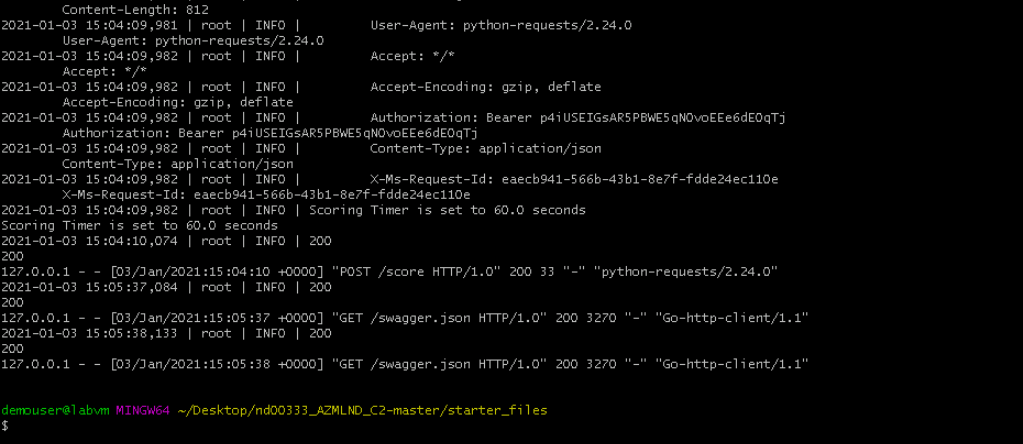 Content-Length: 812
2021-01-03 15:04:09,981 | root | INFO |         User-Agent: python-requests/2.24.0
User-Agent: python-requests/2.24.0
2021-01-03 15:04:09,982 | root | INFO |         Accept: */*
Accept: */*
2021-01-03 15:04:09,982 | root | INFO |         Accept-Encoding: gzip, deflate
Accept-Encoding: gzip, deflate
2021-01-03 15:04:09,982 | root | INFO |         Authorization: Bearer p4iUSEIGsAR5PBWE5qNOvoEEe6dEOqTj
Authorization: Bearer p4iUSEIGsAR5PBWE5qNOvoEEe6dEOqTj
2021-01-03 15:04:09,982 | root | INFO |         Content-Type: application/json
Content-Type: application/json
2021-01-03 15:04:09,982 | root | INFO |         X-Ms-Request-Id: eaecb941-566b-43b1-8e7f-fdde24ec110e
X-Ms-Request-Id: eaecb941-566b-43b1-8e7f-fdde24ec110e
2021-01-03 15:04:09,982 | root | INFO | Scoring Timer is set to 60.0 seconds
Scoring Timer is set to 60.0 seconds
2021-01-03 15:04:10,074 | root | INFO | 200
200
127.0.0.1 - - [03/Jan/2021:15:04:10 +0000] "POST /score HTTP/1.0" 200 33 "-" "python-requests/2.24.0"
2021-01-03 15:05:37,084 | root | INFO | 200
200
127.0.0.1 - - [03/Jan/2021:15:05:37 +0000] "GET /swagger.json HTTP/1.0" 200 3270 "-" "Go-http-client/1.1"
2021-01-03 15:05:38,133 | root | INFO | 200
200
127.0.0.1 - - [03/Jan/2021:15:05:38 +0000] "GET /swagger.json HTTP/1.0" 200 3270 "-" "Go-http-client/1.1"
demouser@labvm MINGW64 ~/Desktop/nd00333_AZMLND_C2-master/starter_files
$